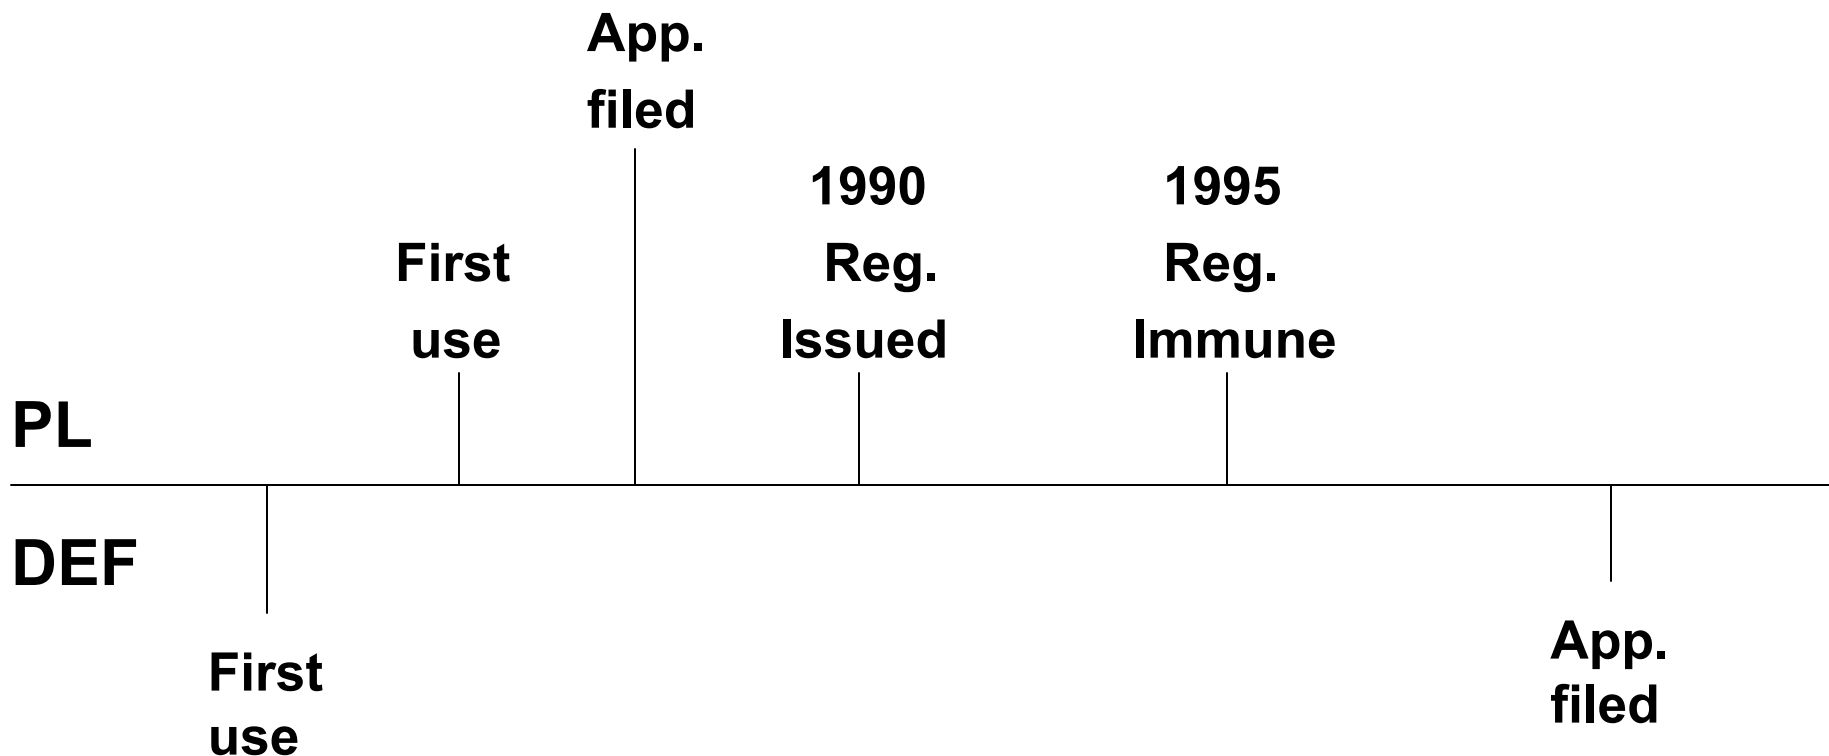 App.
filed
1990
Reg.
Issued
1995
Reg.
Immune
First
use
PL
DEF
First
use
App.
filed